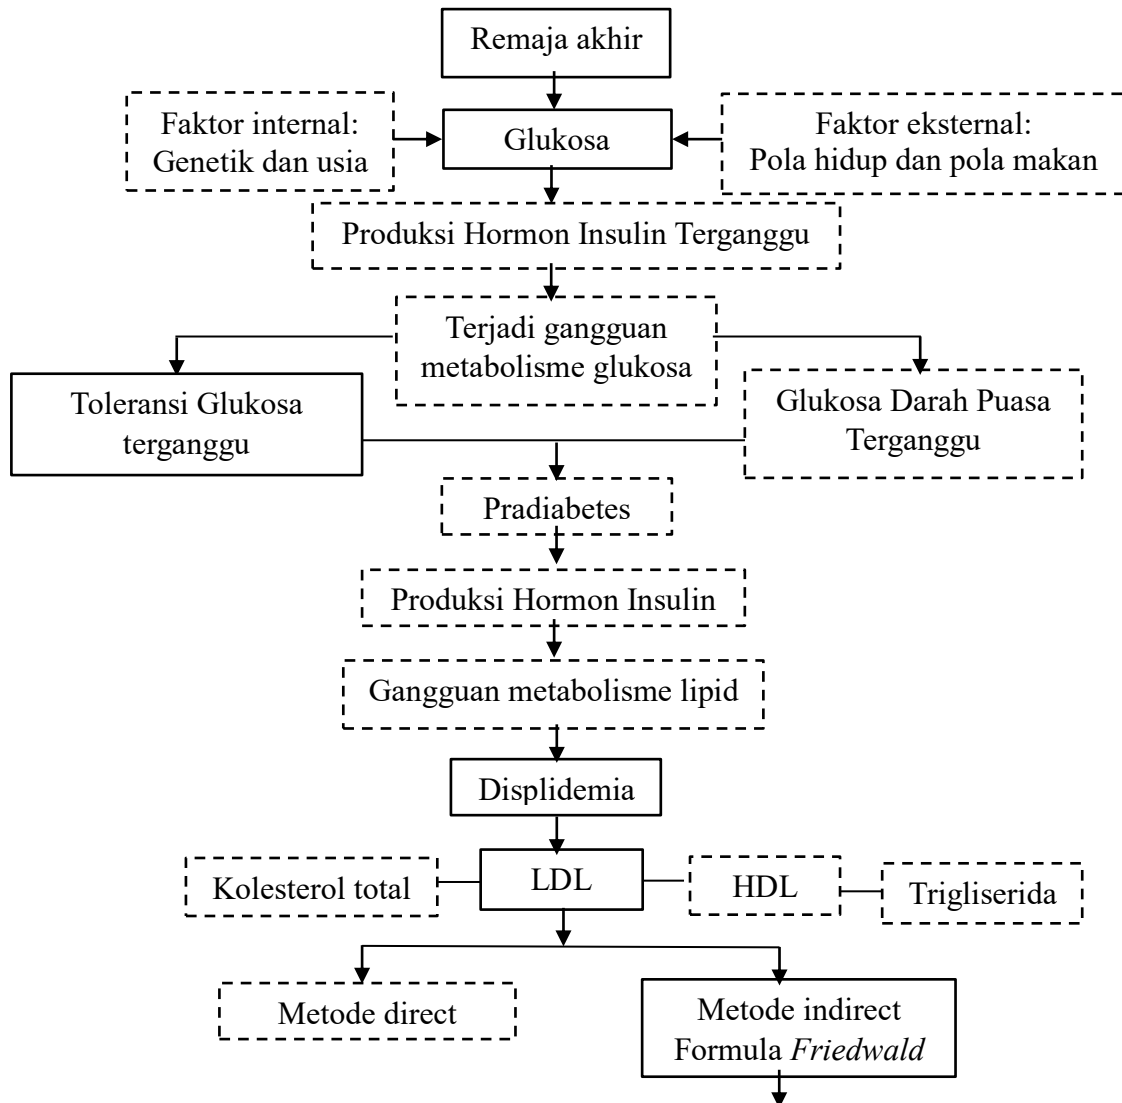 Remaja akhir
Faktor internal:
Genetik dan usia
Glukosa
Faktor eksternal:
Pola hidup dan pola makan
Produksi Hormon Insulin Terganggu
Terjadi gangguan
metabolisme glukosa
Toleransi Glukosa
terganggu
Glukosa Darah Puasa
Terganggu
Pradiabetes
Produksi Hormon Insulin
Gangguan metabolisme lipid
Displidemia
Kolesterol total
LDL
HDL
Trigliserida
Metode direct
Metode indirect
Formula Friedwald